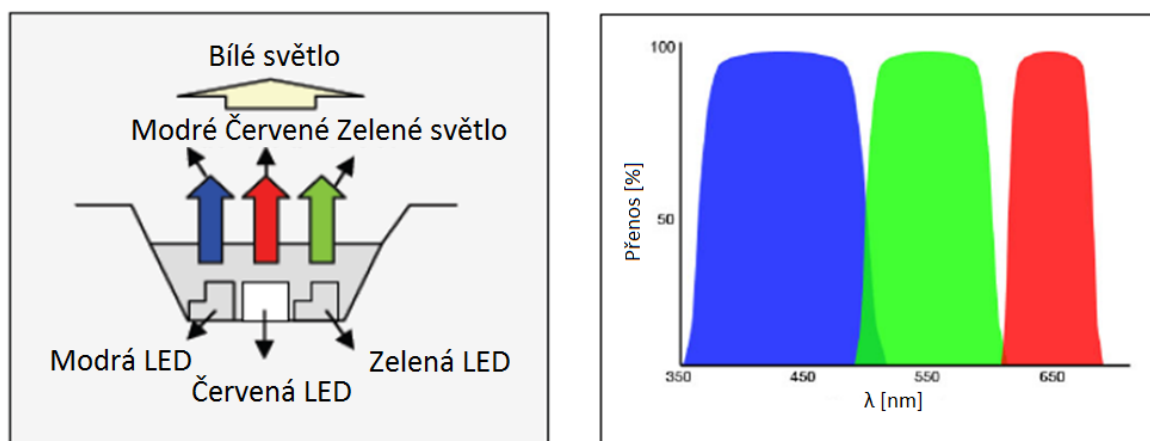 Bílé světlo
Modré Červené Zelené světlo
Modrá LED
Zelená LED
Červená LED
100
50
Přenos [%]
350
450
550
650
λ [nm]